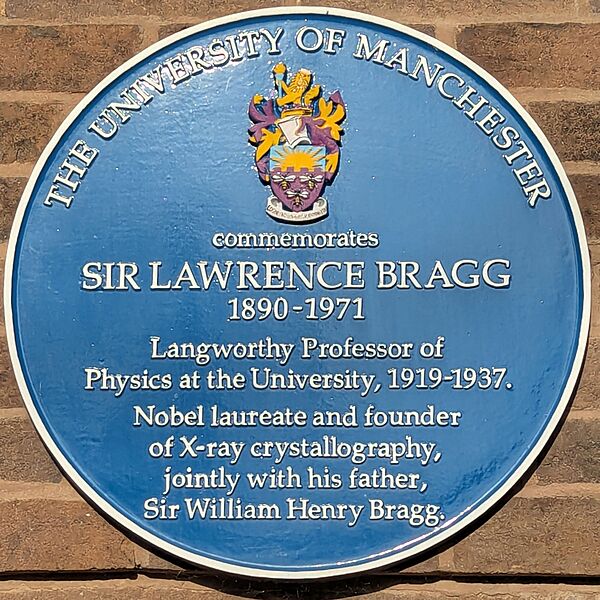 THE UNIVERSITY OF MANCHESTER
commemorates
SIR LAWRENCE BRAGG
1890-1971
Langworthy Professor of
Physics at the University, 1919-1937.
Nobel laureate and founder
of X-ray crystallography,
jointly with his father,
Sir William Henry Bragg.